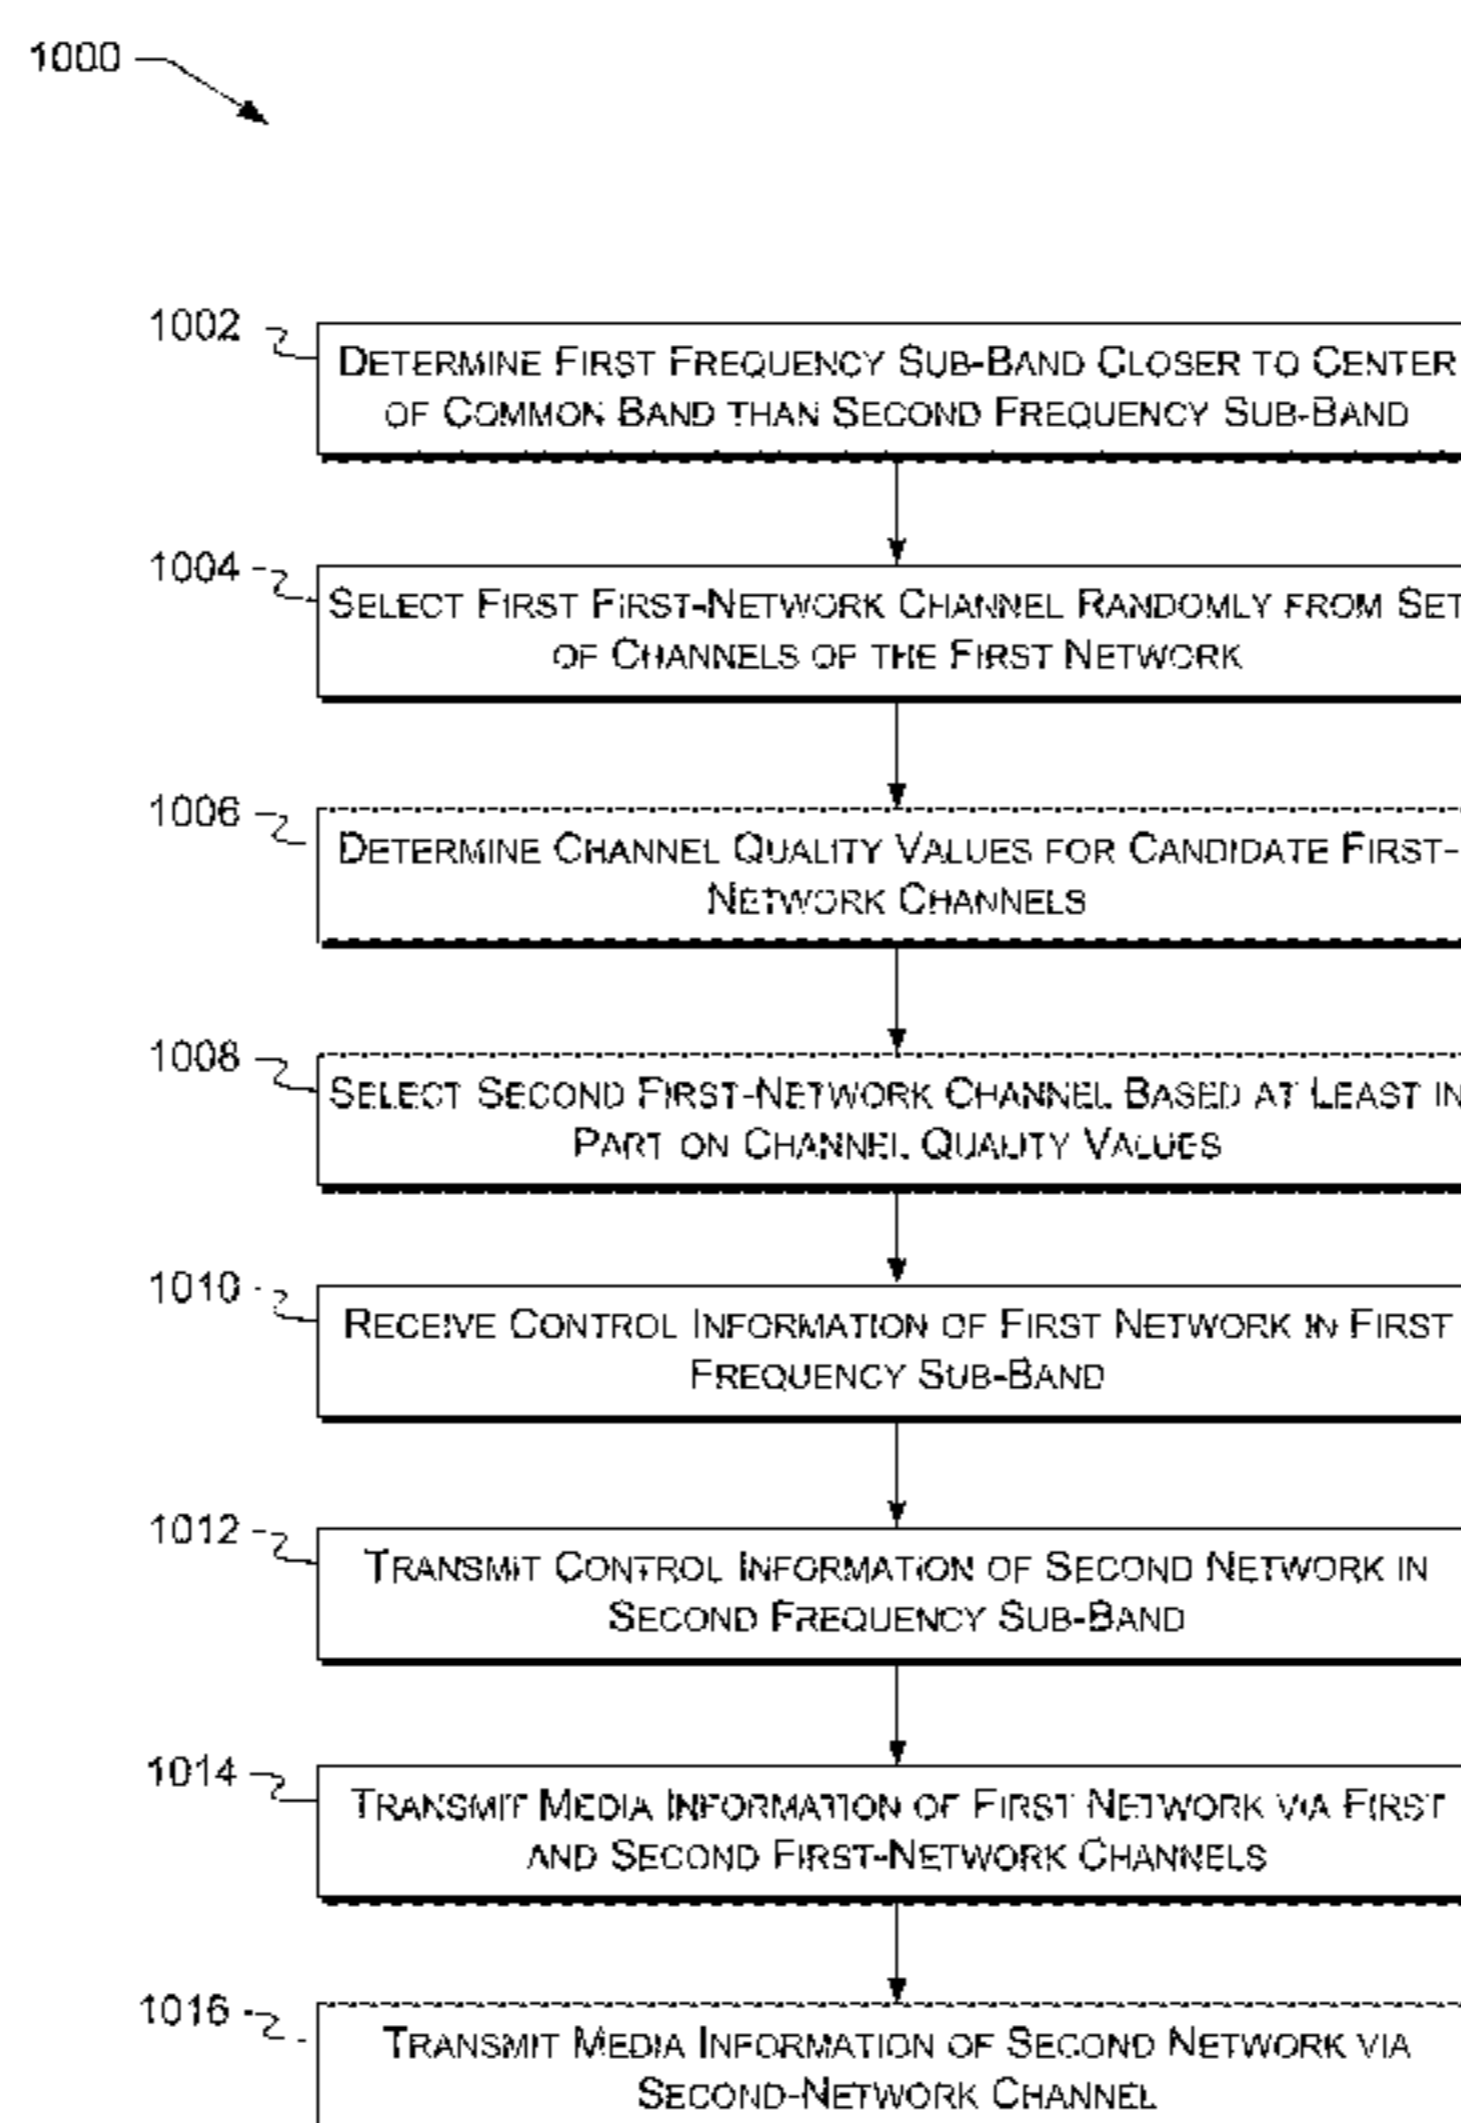 1000
1002
DETERMINE FIRST FREQUENCY SUB-BAND CLOSER TO CENTER
OF COMMON BAND THAN SECOND FREQUENCY SUB-BAND
1004
SELECT FIRST FIRST-NETWORK CHANNEL RANDOMLY FROM SET
OF CHANNELS OF THE FIRST NETWORK
1006
DETERMINE CHANNEL QUALITY VALUES FOR CANDIDATE FIRST-
NETWORK CHANNELS
1008
SELECT SECOND FIRST-NETWORK CHANNEL BASED AT LEAST IN
PART ON CHANNEL QUALITY VALUES
1010
RECEIVE CONTROL INFORMATION OF FIRST NETWORK IN FIRST
FREQUENCY SUB-BAND
1012
TRANSMIT CONTROL INFORMATION OF SECOND NETWORK IN
SECOND FREQUENCY SUB-BAND
1014
TRANSMIT MEDIA INFORMATION OF FIRST NETWORK VIA FIRST
AND SECOND FIRST-NETWORK CHANNELS
1016
TRANSMIT MEDIA INFORMATION OF SECOND NETWORK VIA
SECOND-NETWORK CHANNEL